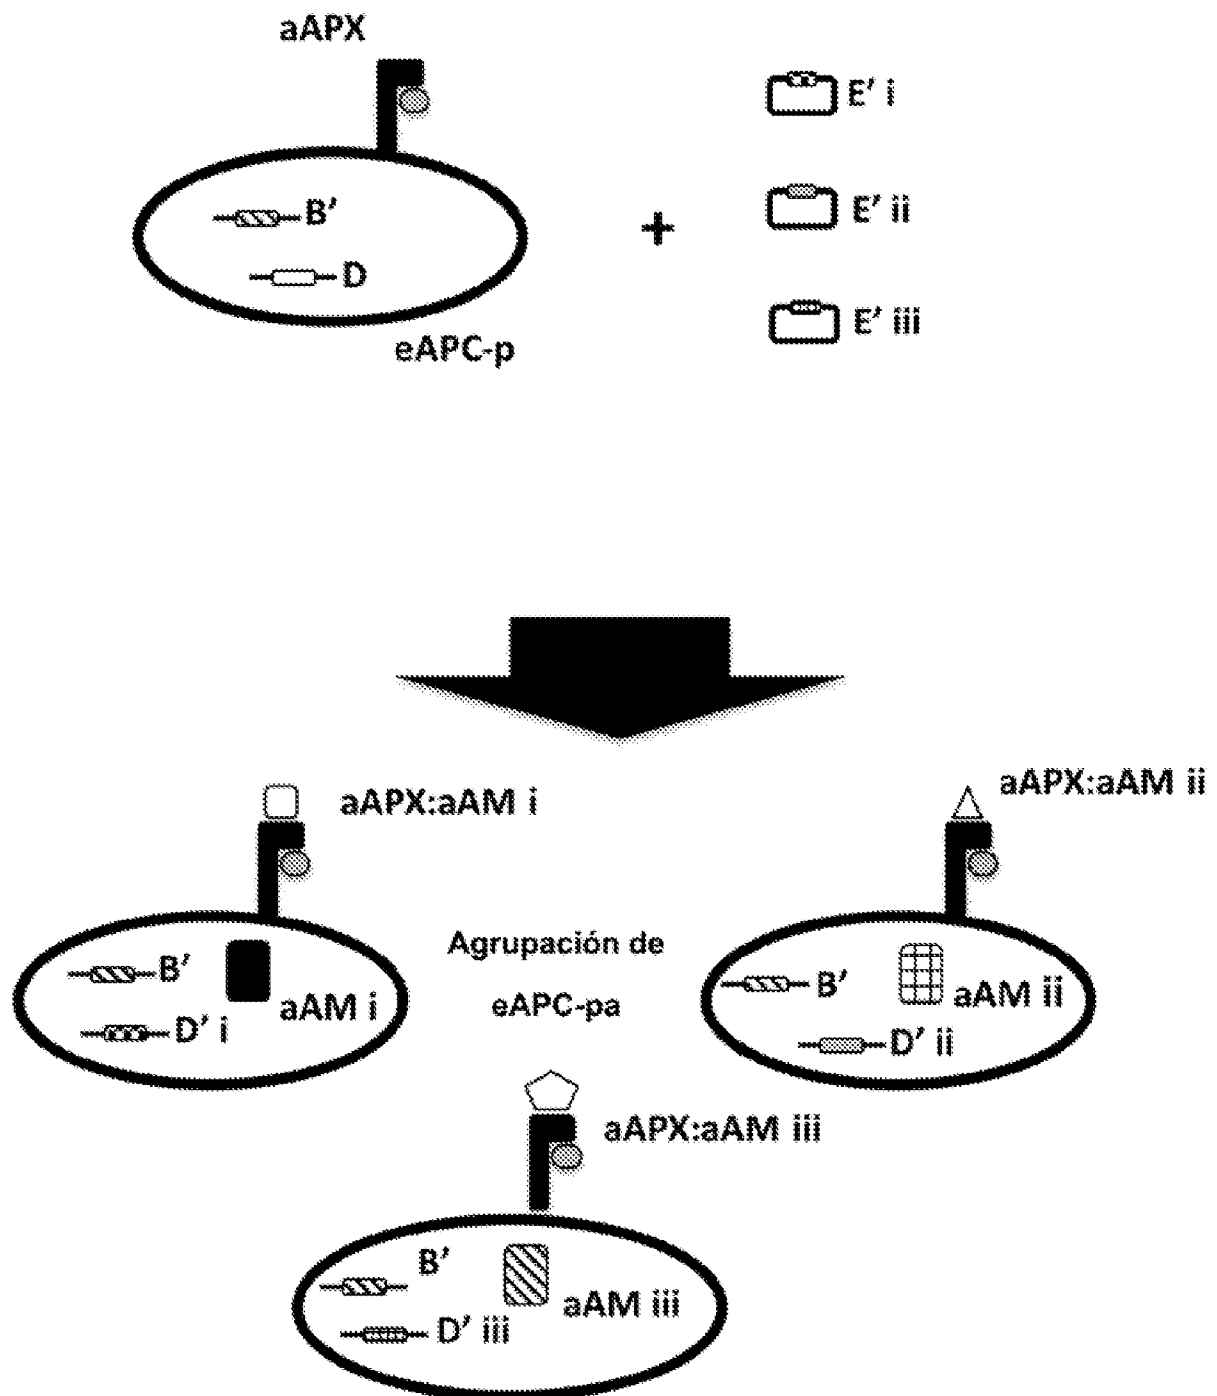 aAPX
E' i
B'
E' ii
D
E' iii
eAPC-p
+
aAPX:aAM i
aAPX:aAM ii
Agrupación de
eAPC-pa
B'
aAM i
D' i
B'
aAM ii
D' ii
aAPX:aAM iii
B'
aAM iii
D' iii